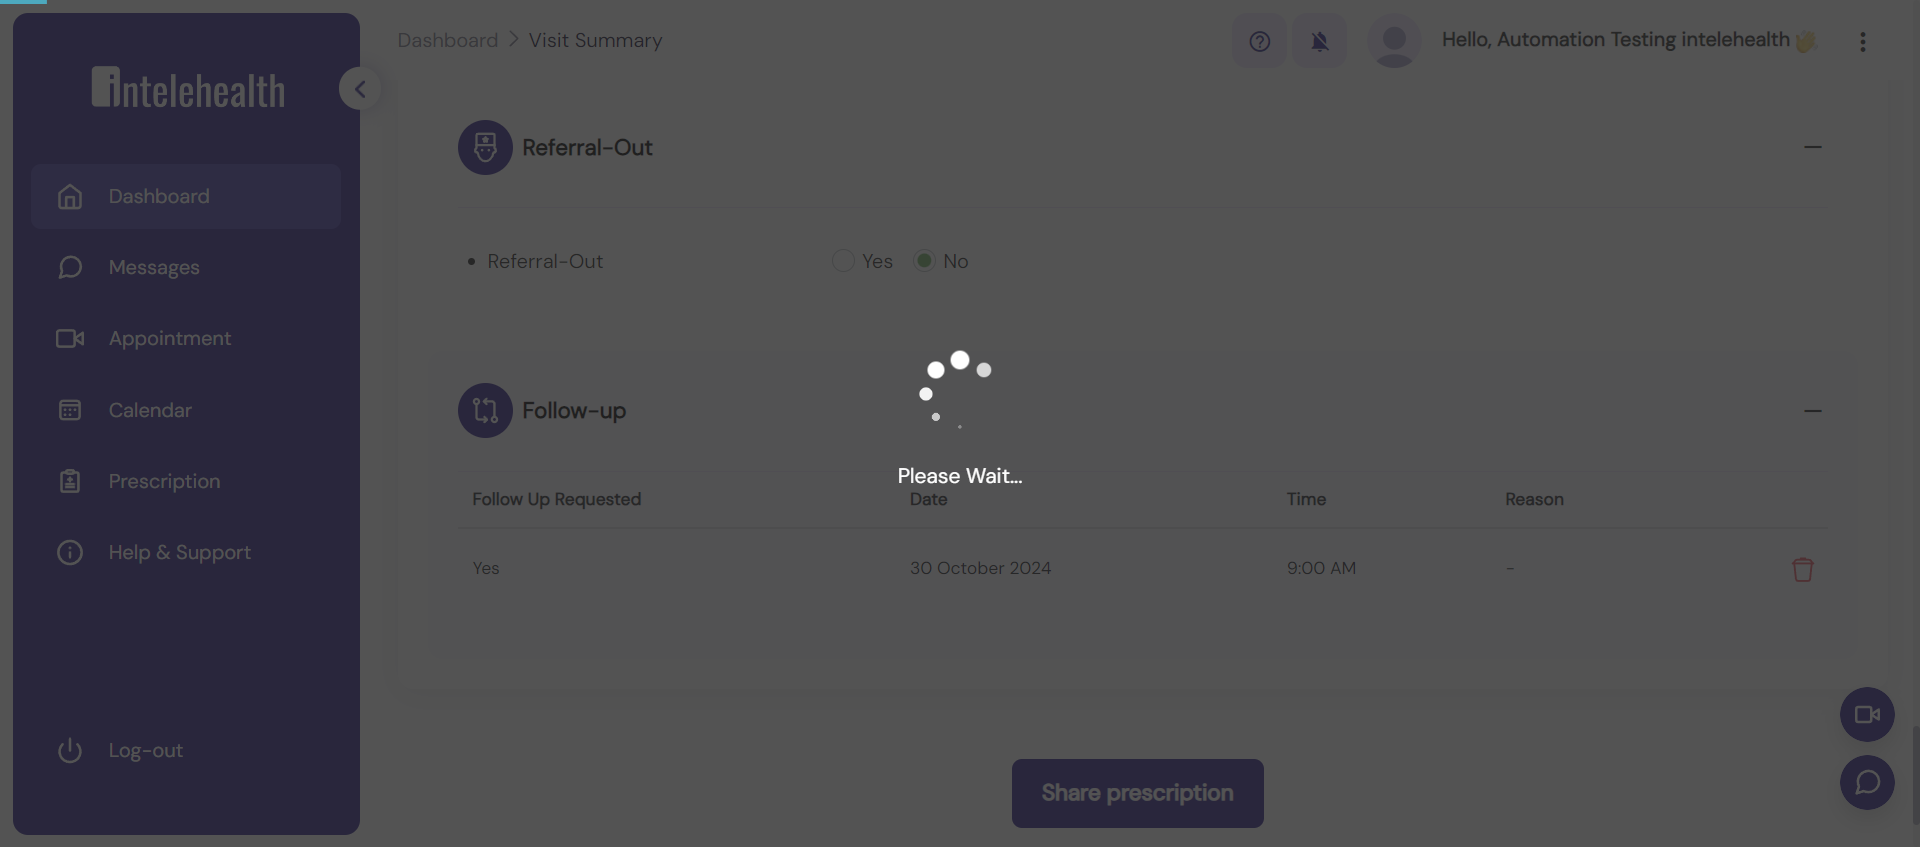 intelehealth
Dashboard
Messages
Appointment
Calendar
Prescription
Help & Support
Log-out
Dashboard > Visit Summary
Hello, Automation Testing intelehealth 👋
Referral-Out
• Referral-Out
Yes
No
Follow-up
Please Wait...
Follow Up Requested Date Time Reason
Yes 30 October 2024 9:00 AM -
Share prescription